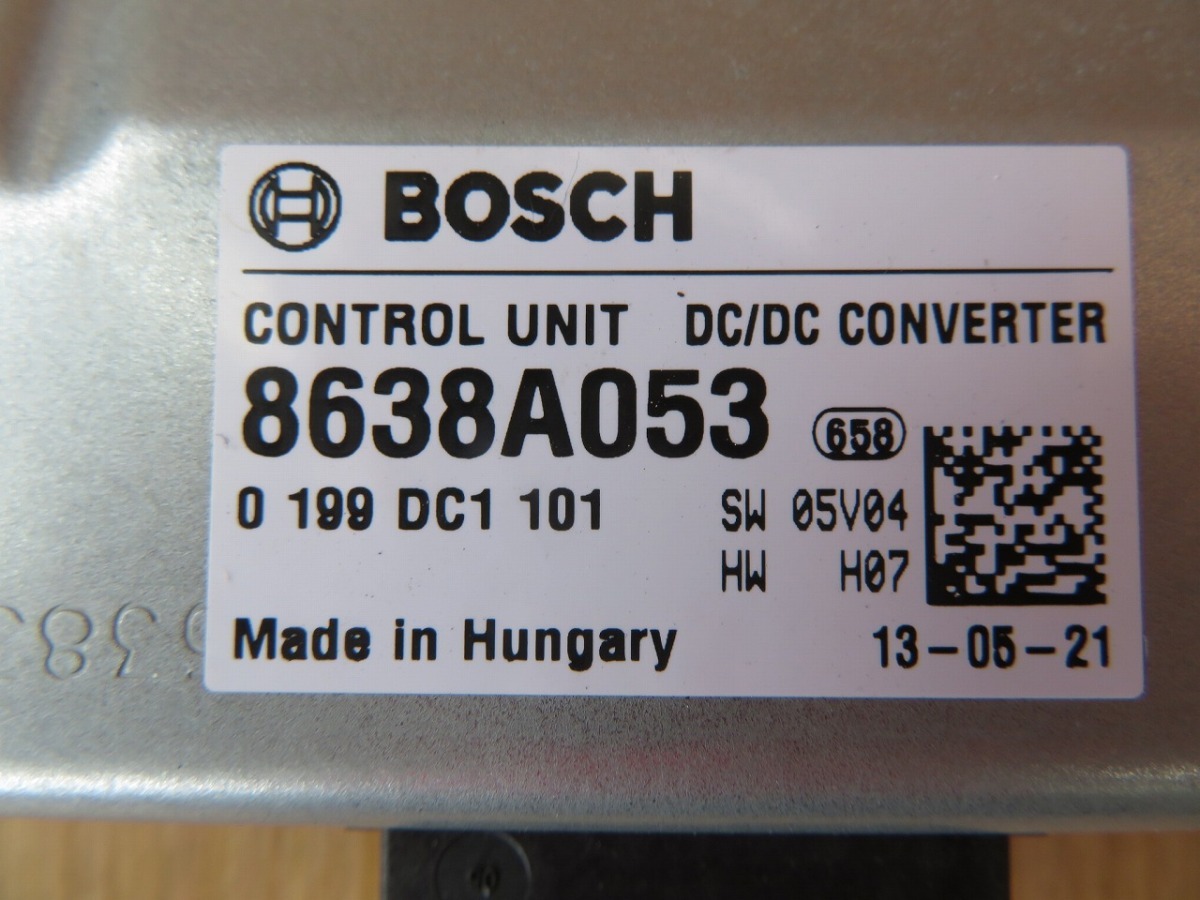 BOSCH
CONTROL UNIT DC/DC CONVERTER
8638A053
658
0 199 DC1 101
SW 05V04
HW H07
Made in Hungary
13-05-21